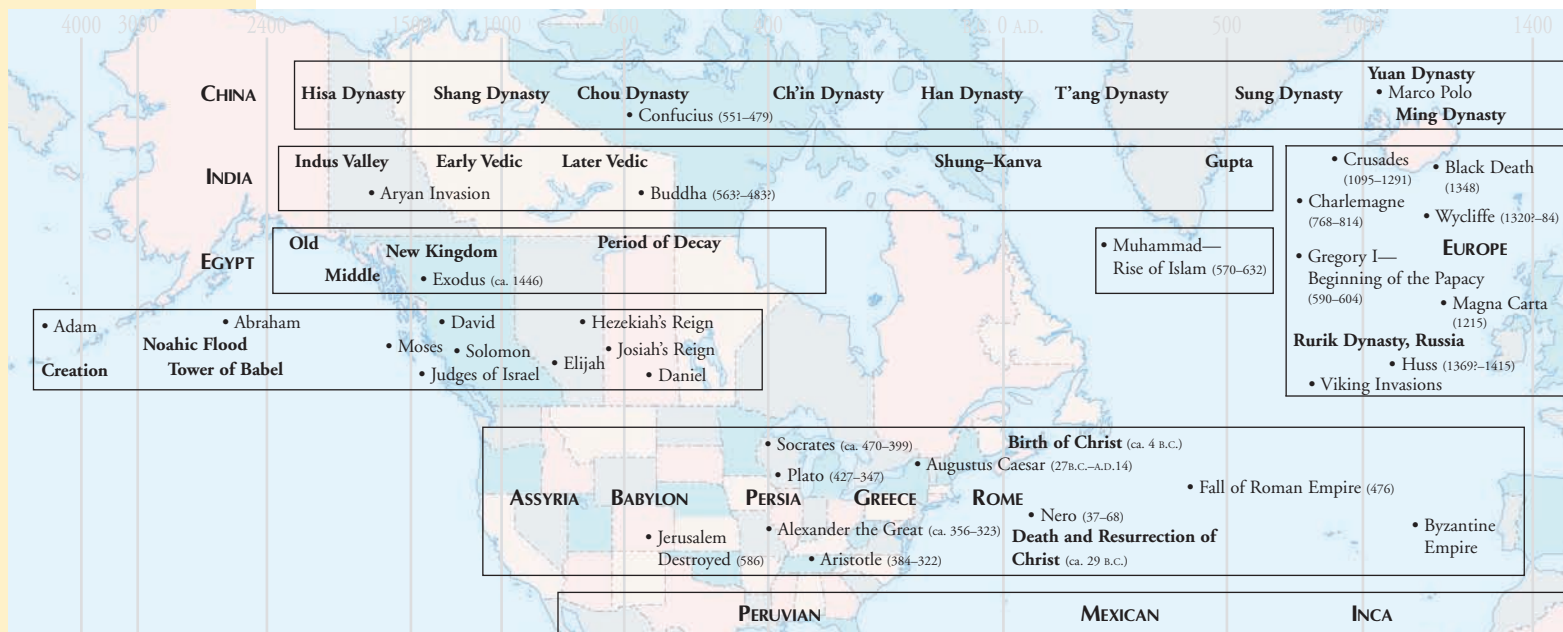 4000 3000 2400 1500 1000 600 0 A.D. 500 1000 1400
CHINA
Hisa Dynasty
Shang Dynasty
Chou Dynasty
• Confucius (551–479)
Ch'in Dynasty
Han Dynasty
T'ang Dynasty
Sung Dynasty
Yuan Dynasty
• Marco Polo
Ming Dynasty
INDIA
Indus Valley
Early Vedic
Later Vedic
Shung–Kanva
Gupta
• Aryan Invasion
• Buddha (563?–483?)
EGYPT
Old
Middle
New Kingdom
• Exodus (ca. 1446)
Period of Decay
• Muhammad—
Rise of Islam (570–632)
• Crusades
(1095–1291)
• Black Death
(1348)
• Charlemagne
(768–814)
• Wycliffe (1320?–84)
EUROPE
• Gregory I—
Beginning of the Papacy
(590–604)
• Magna Carta
(1215)
Rurik Dynasty, Russia
• Huss (1369?–1415)
• Viking Invasions
• Adam
Creation
• Abraham
Noahic Flood
Tower of Babel
• Moses
• David
• Solomon
• Judges of Israel
• Elijah
• Hezekiah's Reign
• Josiah's Reign
• Daniel
• Socrates (ca. 470–399)
• Plato (427–347)
Birth of Christ (ca. 4 B.C.)
• Augustus Caesar (27B.C.–A.D.14)
• Fall of Roman Empire (476)
ASSYRIA
BABYLON
PERSIA
GREECE
ROME
• Nero (37–68)
• Jerusalem
Destroyed (586)
• Alexander the Great (ca. 356–323)
• Aristotle (384–322)
Death and Resurrection of
Christ (ca. 29 B.C.)
• Byzantine
Empire
PERUVIAN
MEXICAN
INCA